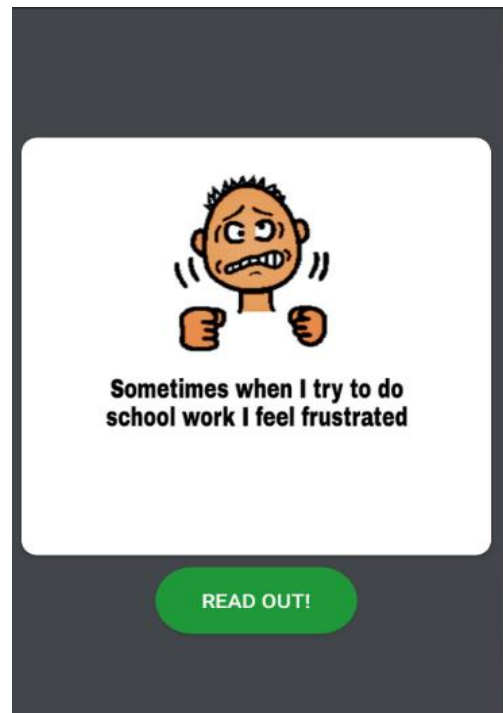 Sometimes when I try to do
school work I feel frustrated
READ OUT!